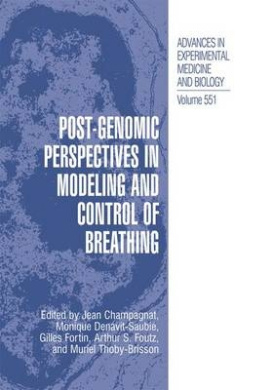 ADVANCES IN
EXPERIMENTAL
MEDICINE
AND BIOLOGY
Volume 551
POST-GENOMIC
PERSPECTIVES IN
MODELING AND
CONTROL OF
BREATHING
Edited by Jean Champagnat,
Monique Denavit-Saubié,
Gilles Fortin, Arthur S. Foutz,
and Muriel Thoby-Brisson